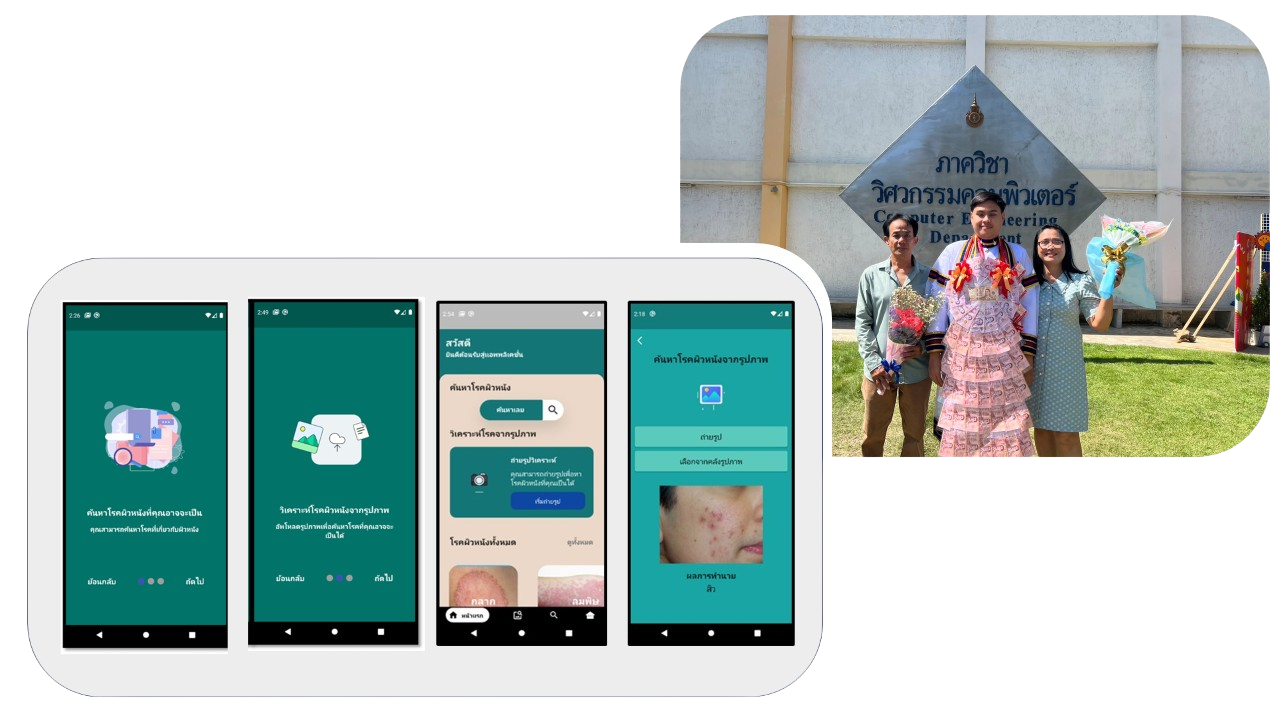 ภาควิชา
วิศวกรรมคอมพิวเตอร์
Computer Engineering
Department
2:26
ค้นหาโรคผิวหนังที่คุณอาจจะเป็น
คุณสามารถค้นหาโรคที่เกี่ยวกับผิวหนัง
ย้อนกลับ
ถัดไป
2:49
วิเคราะห์โรคผิวหนังจากรูปภาพ
อัพโหลดรูปภาพเพื่อค้นหาโรคที่คุณอาจจะ
เป็นได้
ย้อนกลับ
ถัดไป
2:54
สวัสดี
ยินดีต้อนรับสู่แอพพลิเคชั่น
ค้นหาโรคผิวหนัง
ค้นหาเลย
วิเคราะห์โรคจากรูปภาพ
ถ่ายรูปวิเคราะห์
คุณสามารถถ่ายรูปเพื่อหา
โรคผิวหนังที่คุณเป็นได้
เริ่มถ่ายรูป
โรคผิวหนังทั้งหมด
ดูทั้งหมด
กลาก
ลมพิษ
หน้าแรก
2:18
ค้นหาโรคผิวหนังจากรูปภาพ
ถ่ายรูป
เลือกจากคลังรูปภาพ
ผลการทำนาย
สิว